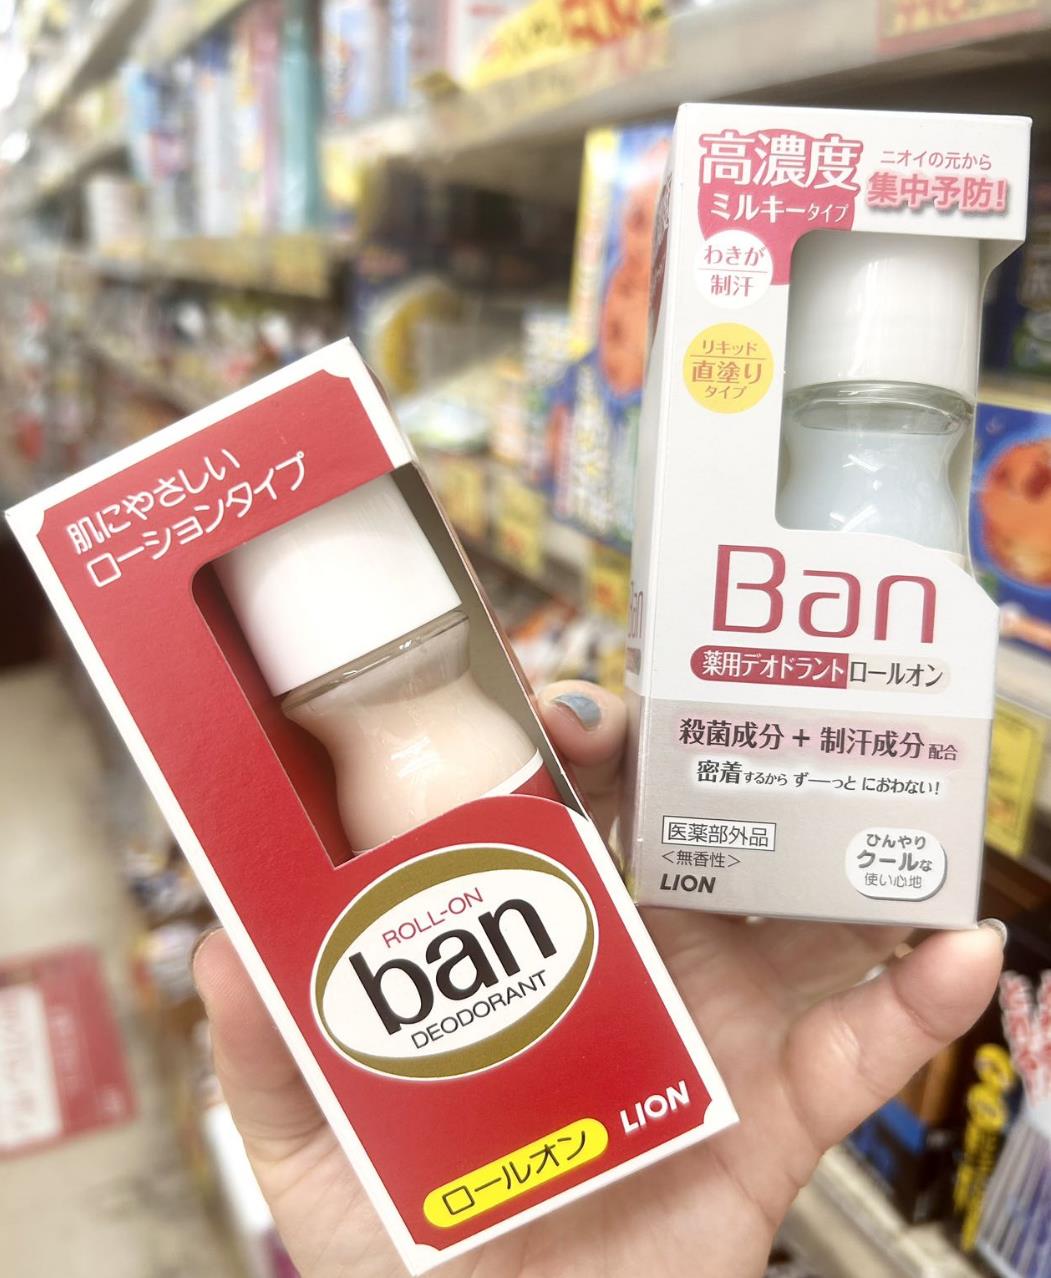 肌にやさしい
ローションタイプ
ROLL-ON
ban
DEODORANT
LION
ロールオン
高濃度
ミルキータイプ
ニオイの元から
集中予防!
わきが
制汗
リキッド
直塗り
タイプ
Ban
薬用デオドラント ロールオン
殺菌成分 + 制汗成分 配合
密着するから ず――っと におわない!
医薬部外品
<無香性>
LION
ひんやり
クールな
使い心地